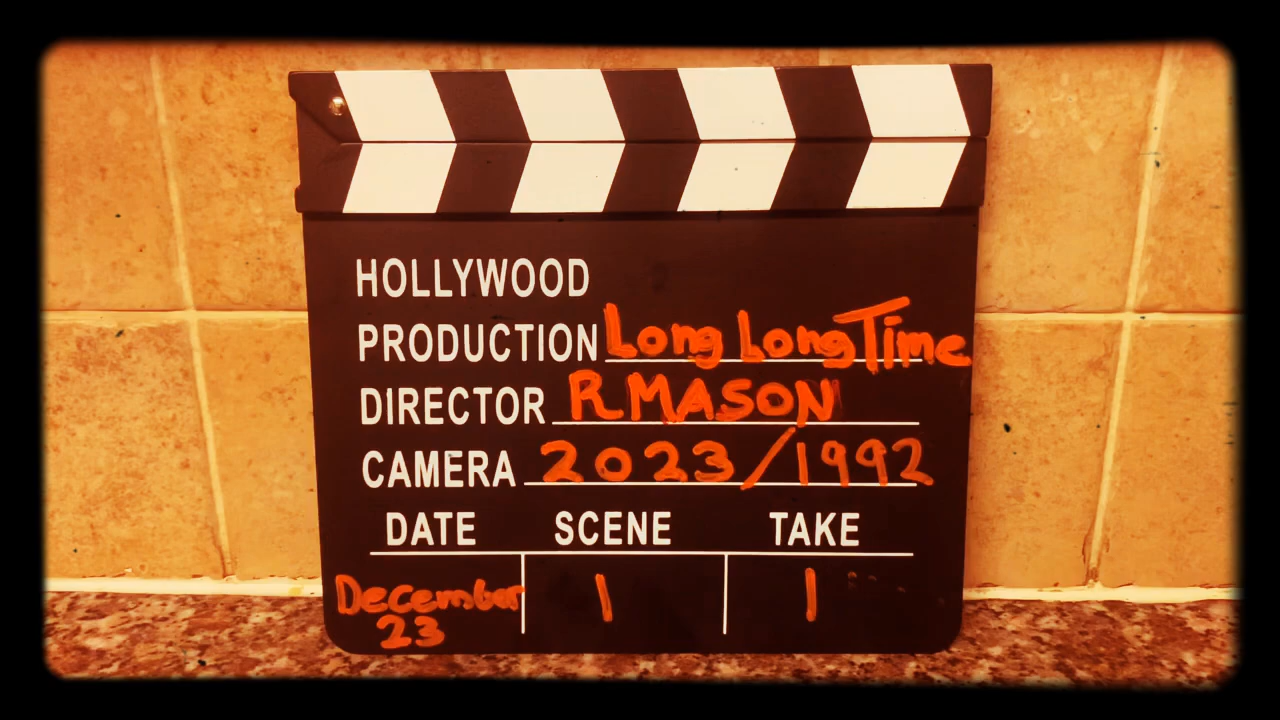 HOLLYWOOD
PRODUCTION Long Long Time
DIRECTOR R MASON
CAMERA 2023/1992
DATE SCENE TAKE
December 1 1
23